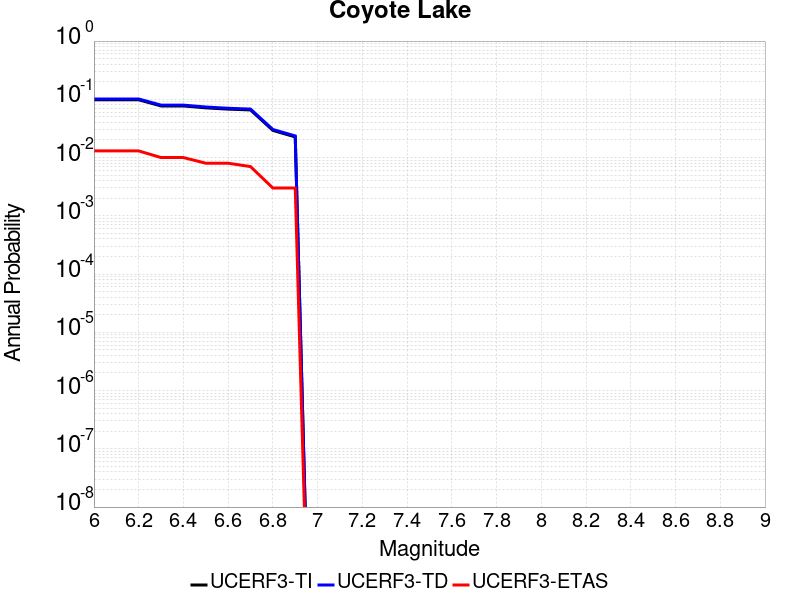 Coyote Lake
10^0
10^-1
10^-2
10^-3
10^-4
10^-5
10^-6
10^-7
10^-8
Annual Probability
6 6.2 6.4 6.6 6.8 7 7.2 7.4 7.6 7.8 8 8.2 8.4 8.6 8.8 9
Magnitude
UCERF3-TI UCERF3-TD UCERF3-ETAS